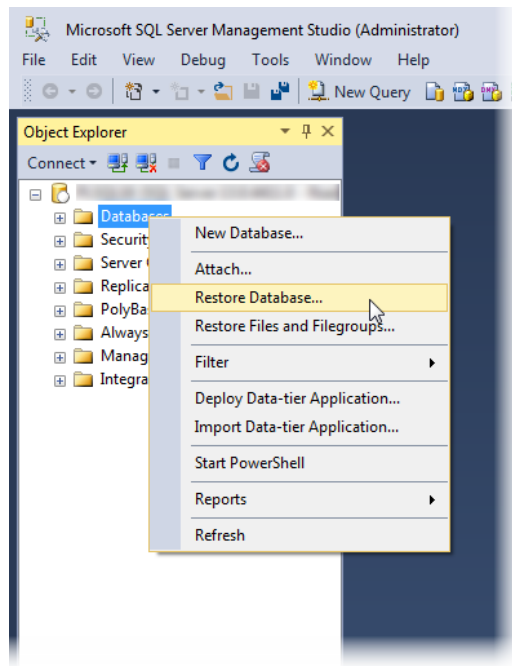 Microsoft SQL Server Management Studio (Administrator)
File Edit View Debug Tools Window Help
New Query
Object Explorer
Connect
Databases
Securit
Server
Replica
PolyBa
Always
Manag
Integra
New Database...
Attach...
Restore Database...
Restore Files and Filegroups...
Filter
Deploy Data-tier Application...
Import Data-tier Application...
Start PowerShell
Reports
Refresh